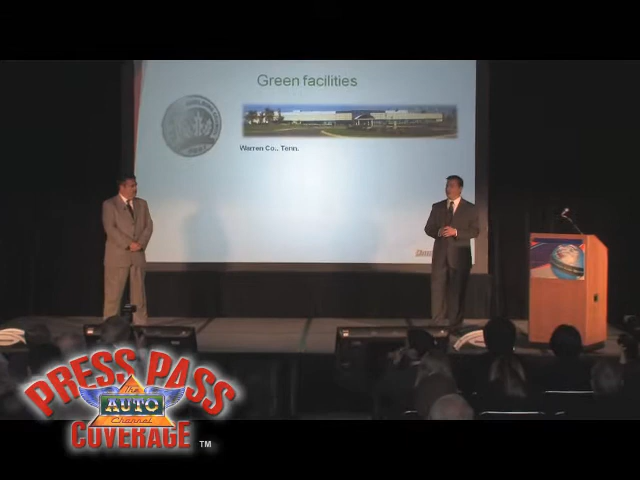 Green facilities
Warren Co., Tenn.
PRESS PASS
The
AUTO
Channel
COVERAGE
TM